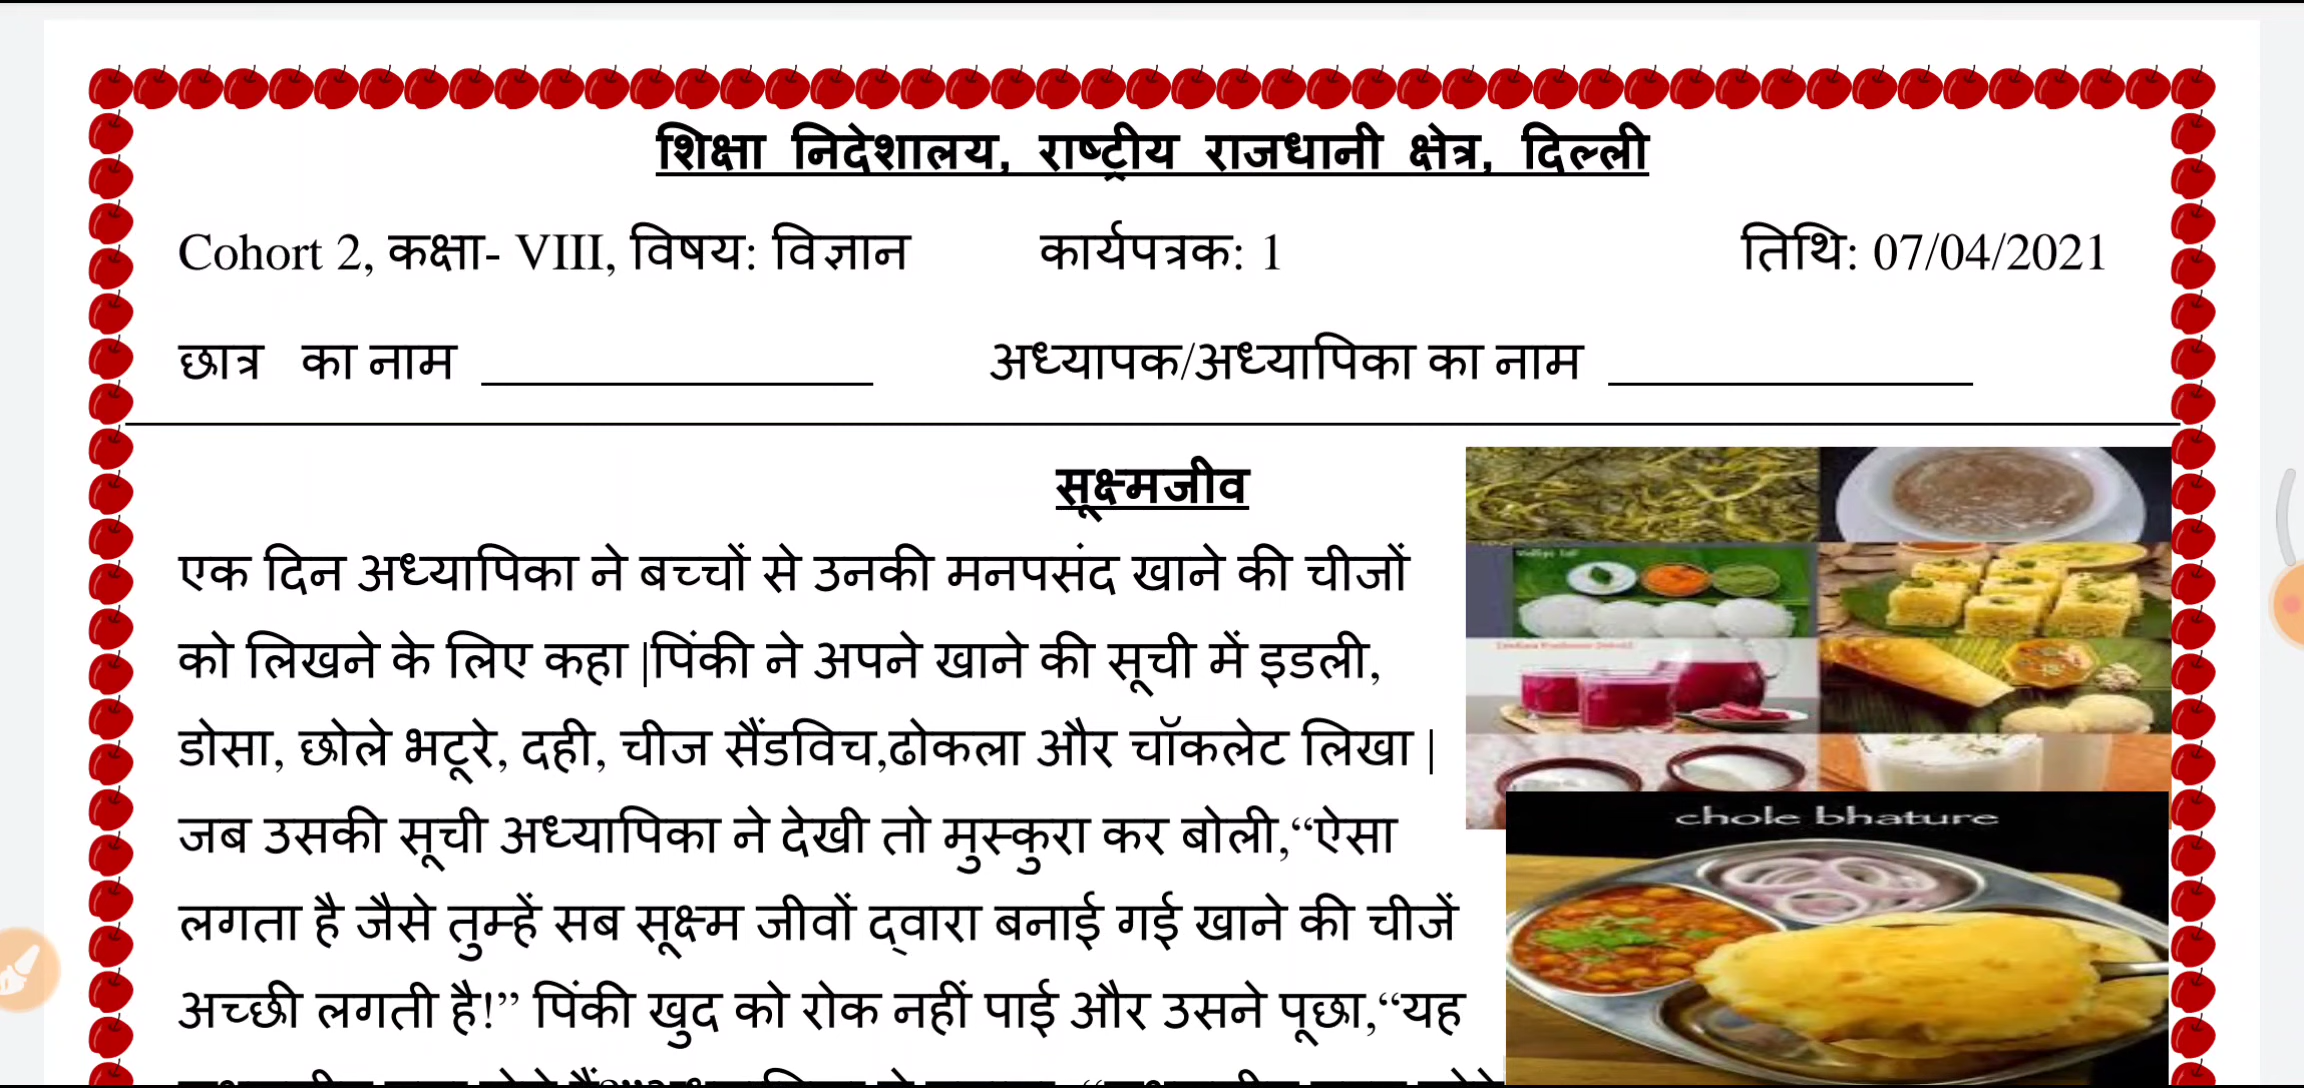 शिक्षा निदेशालय, राष्ट्रीय राजधानी क्षेत्र, दिल्ली
Cohort 2, कक्षा- VIII, विषय: विज्ञान कार्यपत्रक: 1 तिथि: 07/04/2021
छात्र का नाम ______________ अध्यापक/अध्यापिका का नाम _____________
सूक्ष्मजीव
एक दिन अध्यापिका ने बच्चों से उनकी मनपसंद खाने की चीजों
को लिखने के लिए कहा |पिंकी ने अपने खाने की सूची में इडली,
डोसा, छोले भटूरे, दही, चीज सैंडविच,ढोकला और चॉकलेट लिखा |
जब उसकी सूची अध्यापिका ने देखी तो मुस्कुरा कर बोली,“ऐसा
लगता है जैसे तुम्हें सब सूक्ष्म जीवों द्वारा बनाई गई खाने की चीजें
अच्छी लगती है!” पिंकी खुद को रोक नहीं पाई और उसने पूछा,“यह
chole bhature